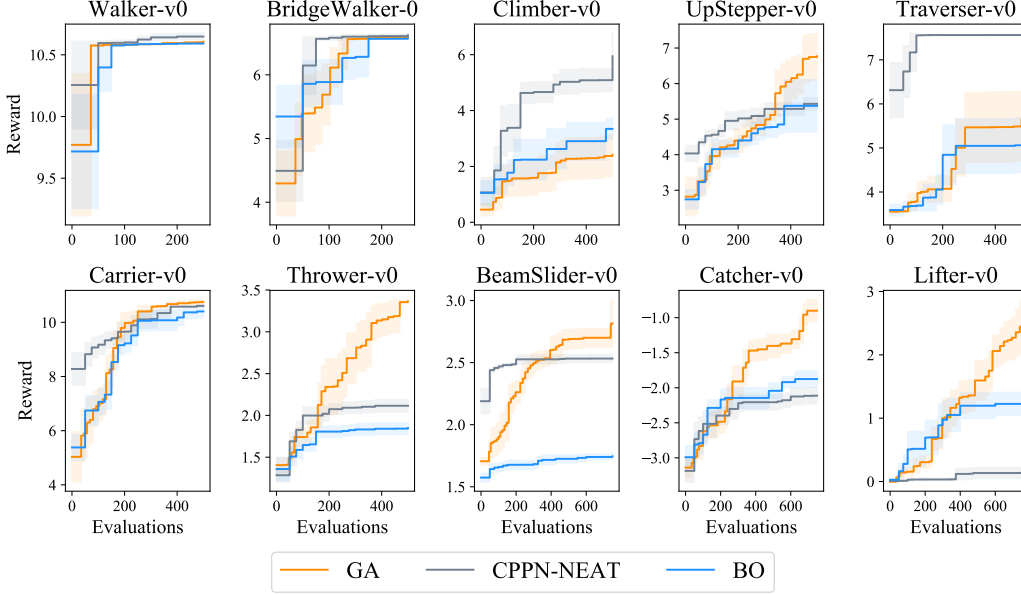 Walker-v0 BridgeWalker-0 Climber-v0 UpStepper-v0 Traverser-v0
Reward
10.5
10.0
9.5
0 100 200
6
5
4
0 100 200
6
4
2
0
0 200 400
7
6
5
4
3
0 200 400
7
6
5
4
0 200 400
Carrier-v0 Thrower-v0 BeamSlider-v0 Catcher-v0 Lifter-v0
Reward
10
8
6
4
0 200 400
Evaluations
3.5
3.0
2.5
2.0
1.5
0 200 400
Evaluations
3.0
2.5
2.0
1.5
0 200 400 600
Evaluations
−1.0
−1.5
−2.0
−2.5
−3.0
0 200 400 600
Evaluations
3
2
1
0
0 200 400 600
Evaluations
GA CPPN-NEAT BO